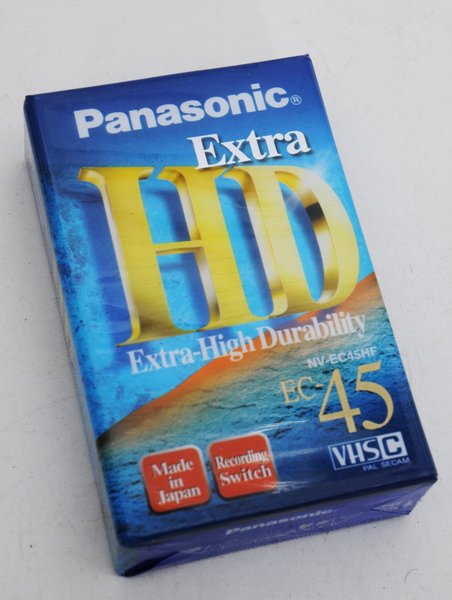 Panasonic®
Extra
HD
Extra-High Durability
NV-EC45HF
EC-45
VHS C
PAL SECAM
Made
in
Japan
Recording
Switch
Panasonic